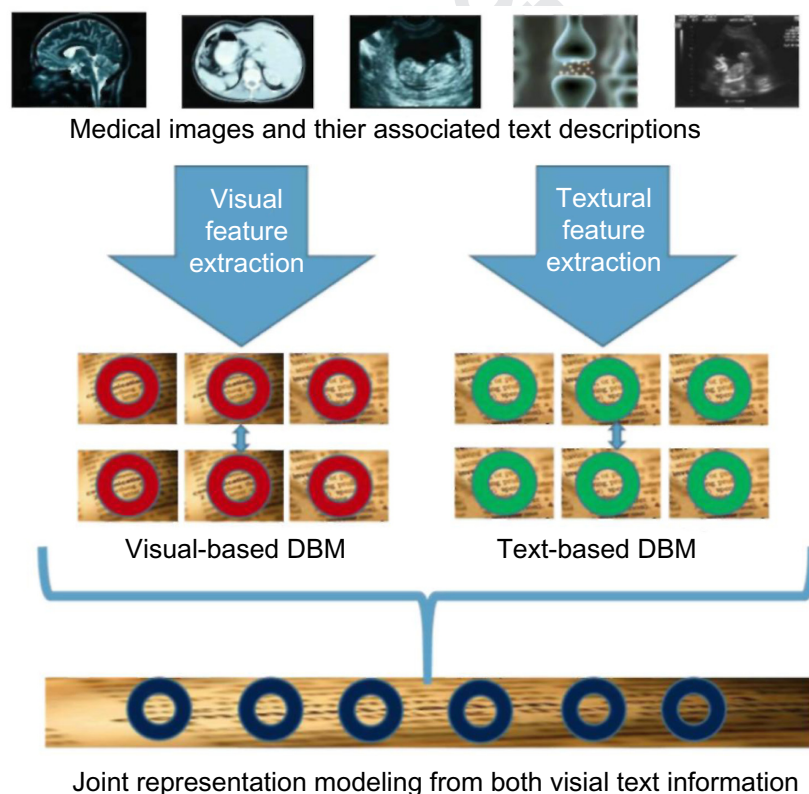 Medical images and thier associated text descriptions
Visual
feature
extraction
Textural
feature
extraction
Visual-based DBM
Text-based DBM
Joint representation modeling from both visial text information